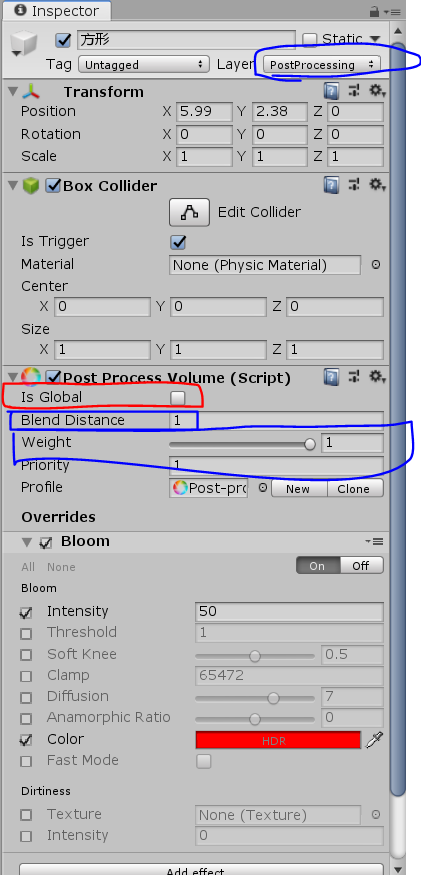 Inspector
方形 Static
Tag Untagged Layer PostProcessing
Transform
Position X 5.99 Y 2.38 Z 0
Rotation X 0 Y 0 Z 0
Scale X 1 Y 1 Z 1
Box Collider
Edit Collider
Is Trigger
Material None (Physic Material)
Center
X 0 Y 0 Z 0
Size
X 1 Y 1 Z 1
Post Process Volume (Script)
Is Global
Blend Distance 1
Weight 1
Priority 1
Profile Post-pro New Clone
Overrides
Bloom
All None On Off
Bloom
Intensity 50
Threshold 1
Soft Knee 0.5
Clamp 65472
Diffusion 7
Anamorphic Ratio 0
Color HDR
Fast Mode
Dirtiness
Texture None (Texture)
Intensity 0
Add effect...